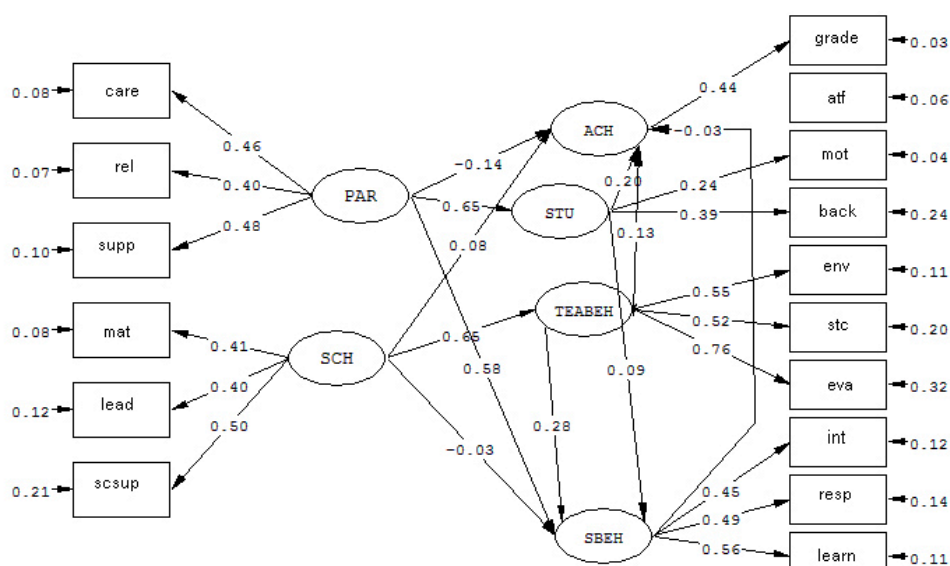 grade
0.03
care
0.08
0.44
atf
0.06
ACH
-0.03
0.46
mot
0.04
rel
0.07
-0.14
0.20
0.24
0.40
PAR
0.65
STU
0.39
back
0.24
supp
0.10
0.48
0.08
0.13
env
0.11
0.55
TEABEH
mat
0.08
0.52
stc
0.20
0.41
0.65
0.76
SCH
0.58
0.09
lead
0.12
0.40
eva
0.32
0.50
0.28
int
0.12
-0.03
scsup
0.21
0.45
resp
0.14
0.49
SBEH
0.56
learn
0.11